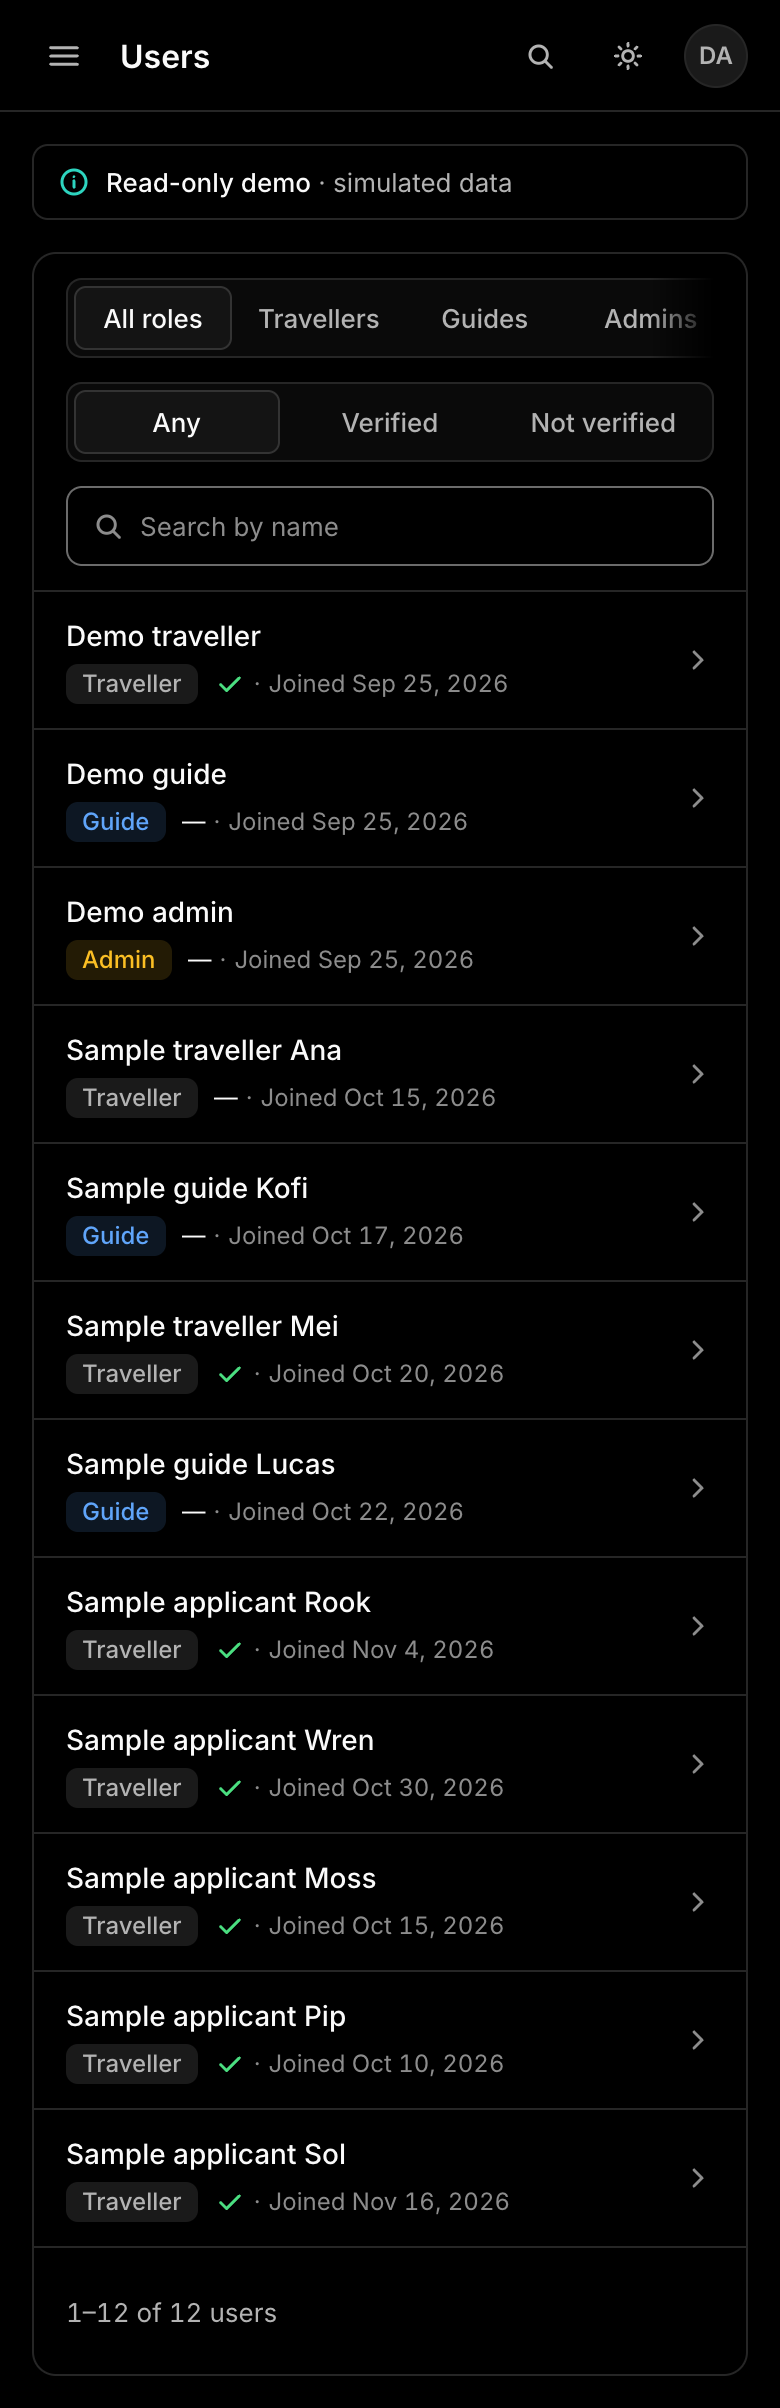 Users
DA
Read-only demo · simulated data
All roles
Travellers
Guides
Admins
Any
Verified
Not verified
Search by name
Demo traveller
Traveller ✓ · Joined Sep 25, 2026
Demo guide
Guide — · Joined Sep 25, 2026
Demo admin
Admin — · Joined Sep 25, 2026
Sample traveller Ana
Traveller — · Joined Oct 15, 2026
Sample guide Kofi
Guide — · Joined Oct 17, 2026
Sample traveller Mei
Traveller ✓ · Joined Oct 20, 2026
Sample guide Lucas
Guide — · Joined Oct 22, 2026
Sample applicant Rook
Traveller ✓ · Joined Nov 4, 2026
Sample applicant Wren
Traveller ✓ · Joined Oct 30, 2026
Sample applicant Moss
Traveller ✓ · Joined Oct 15, 2026
Sample applicant Pip
Traveller ✓ · Joined Oct 10, 2026
Sample applicant Sol
Traveller ✓ · Joined Nov 16, 2026
1–12 of 12 users